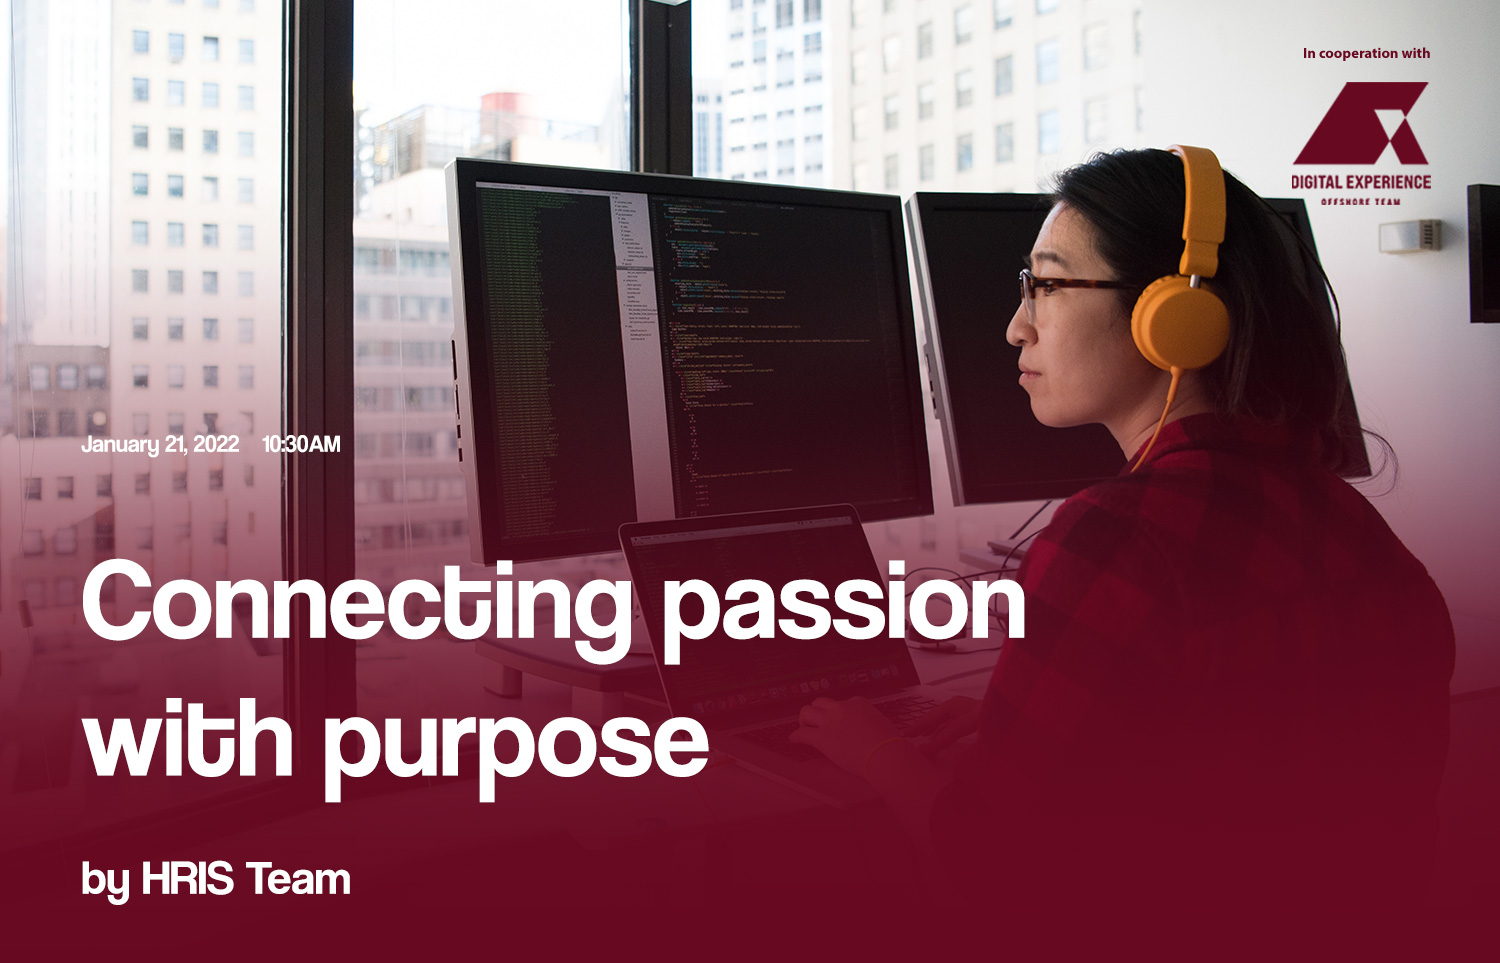 In cooperation with
DIGITAL EXPERIENCE
OFFSHORE TEAM
January 21, 2022 10:30AM
Connecting passion
with purpose
by HRIS Team